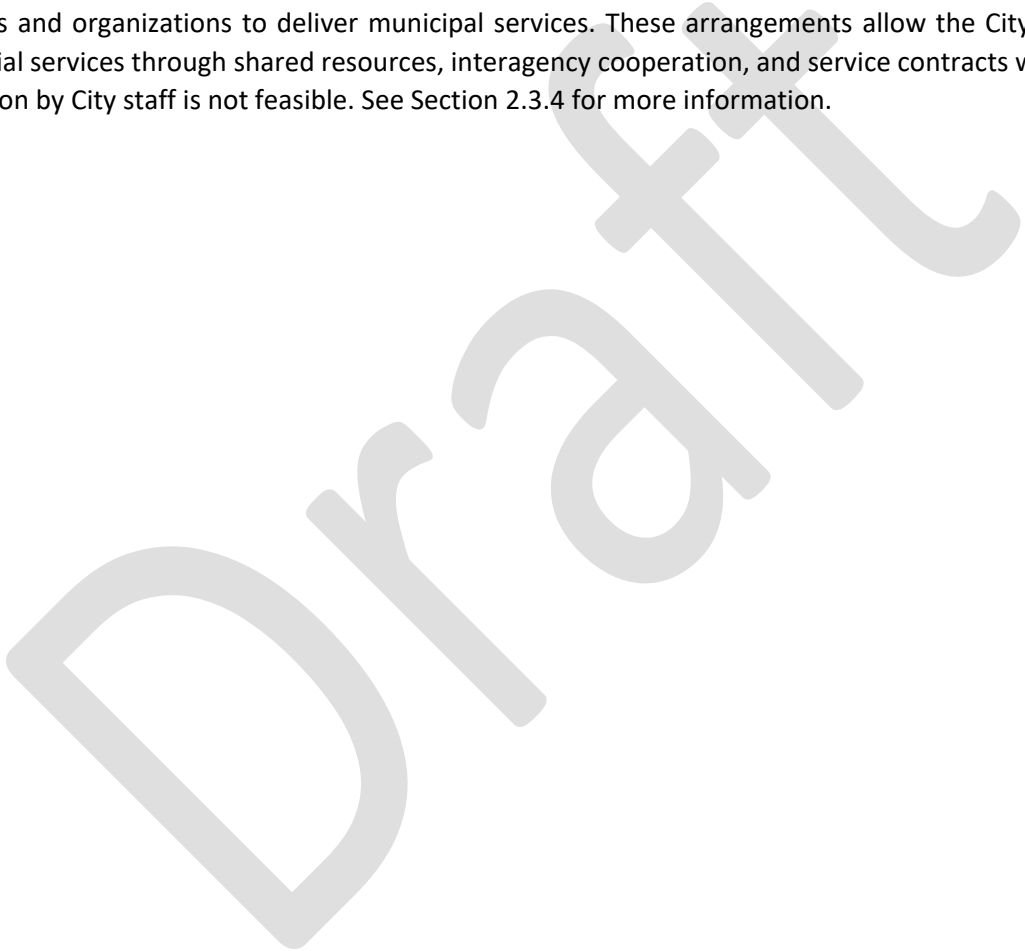 s and organizations to deliver municipal services. These arrangements allow the City
ial services through shared resources, interagency cooperation, and service contracts w
on by City staff is not feasible. See Section 2.3.4 for more information.
Draft